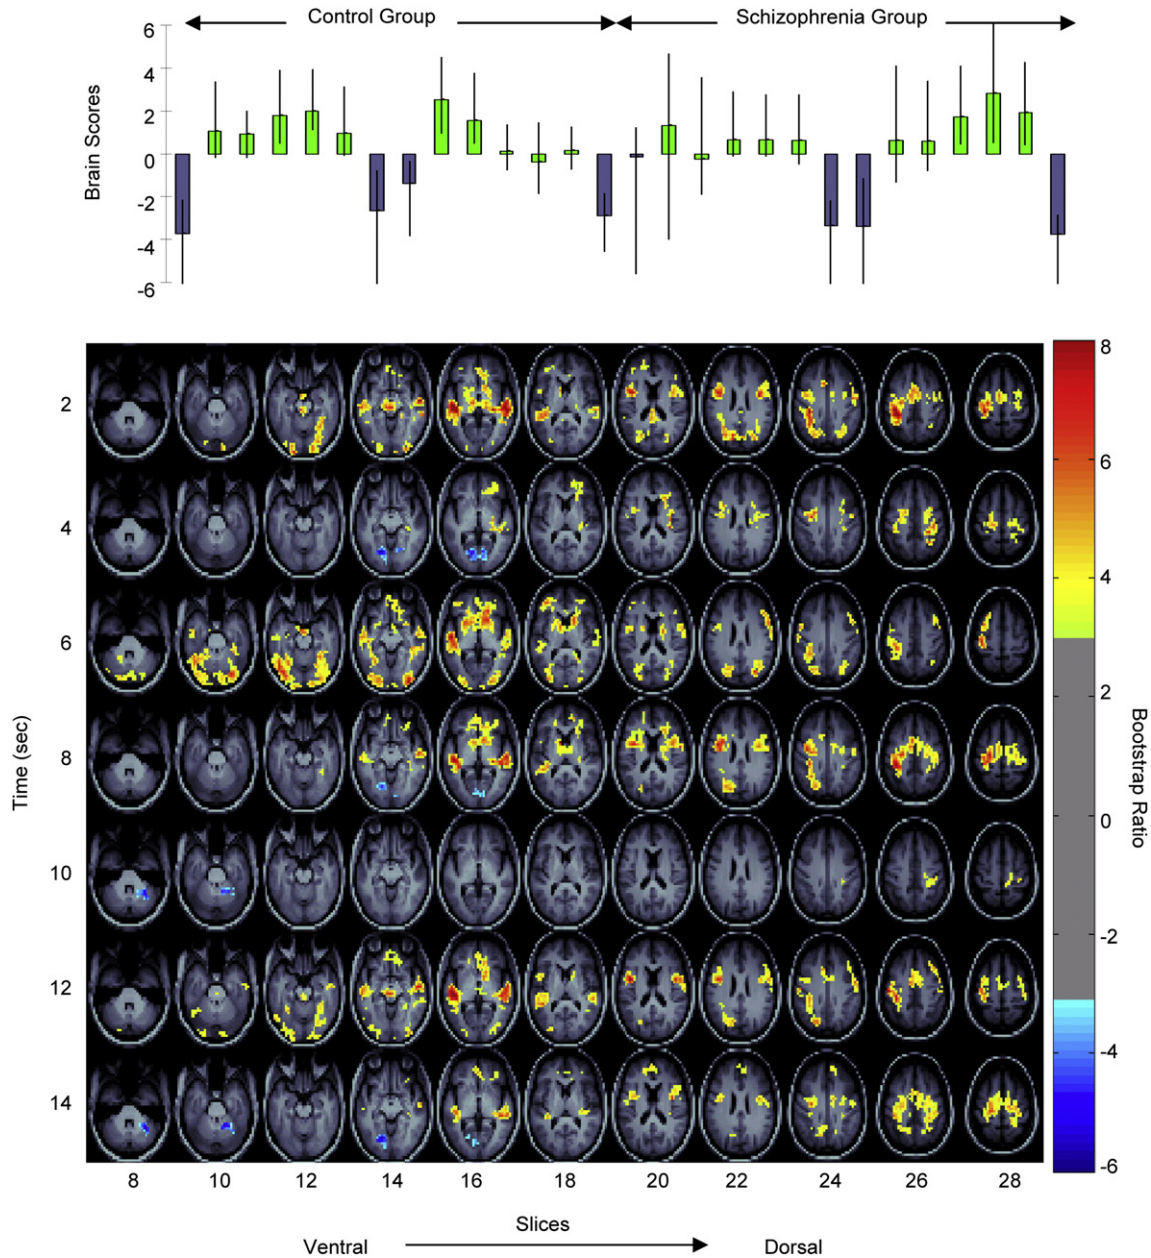 Control Group
Schizophrenia Group
Brain Scores
6
4
2
0
-2
-4
-6
Time (sec)
2
4
6
8
10
12
14
8
6
4
2
0
-2
-4
-6
Bootstrap Ratio
8 10 12 14 16 18 20 22 24 26 28
Slices
Ventral Dorsal